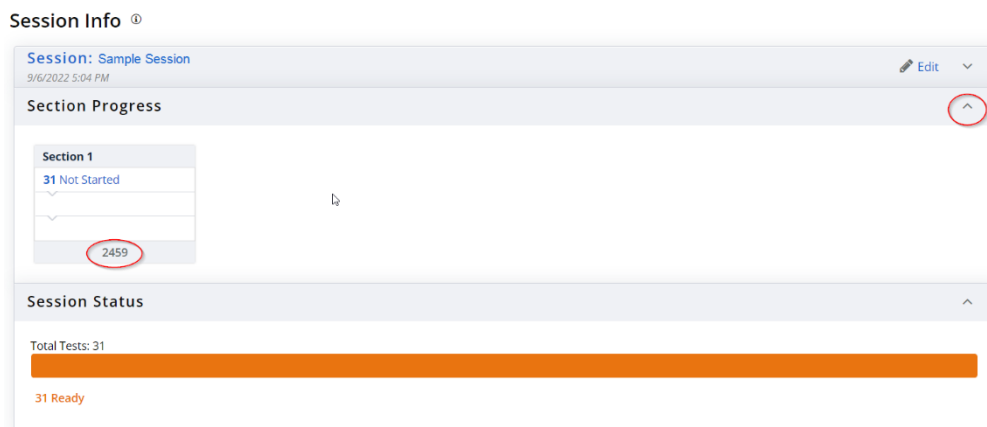 Session Info
Session: Sample Session
Edit
9/6/2022 5:04 PM
Section Progress
Section 1
31 Not Started
2459
Session Status
Total Tests: 31
31 Ready